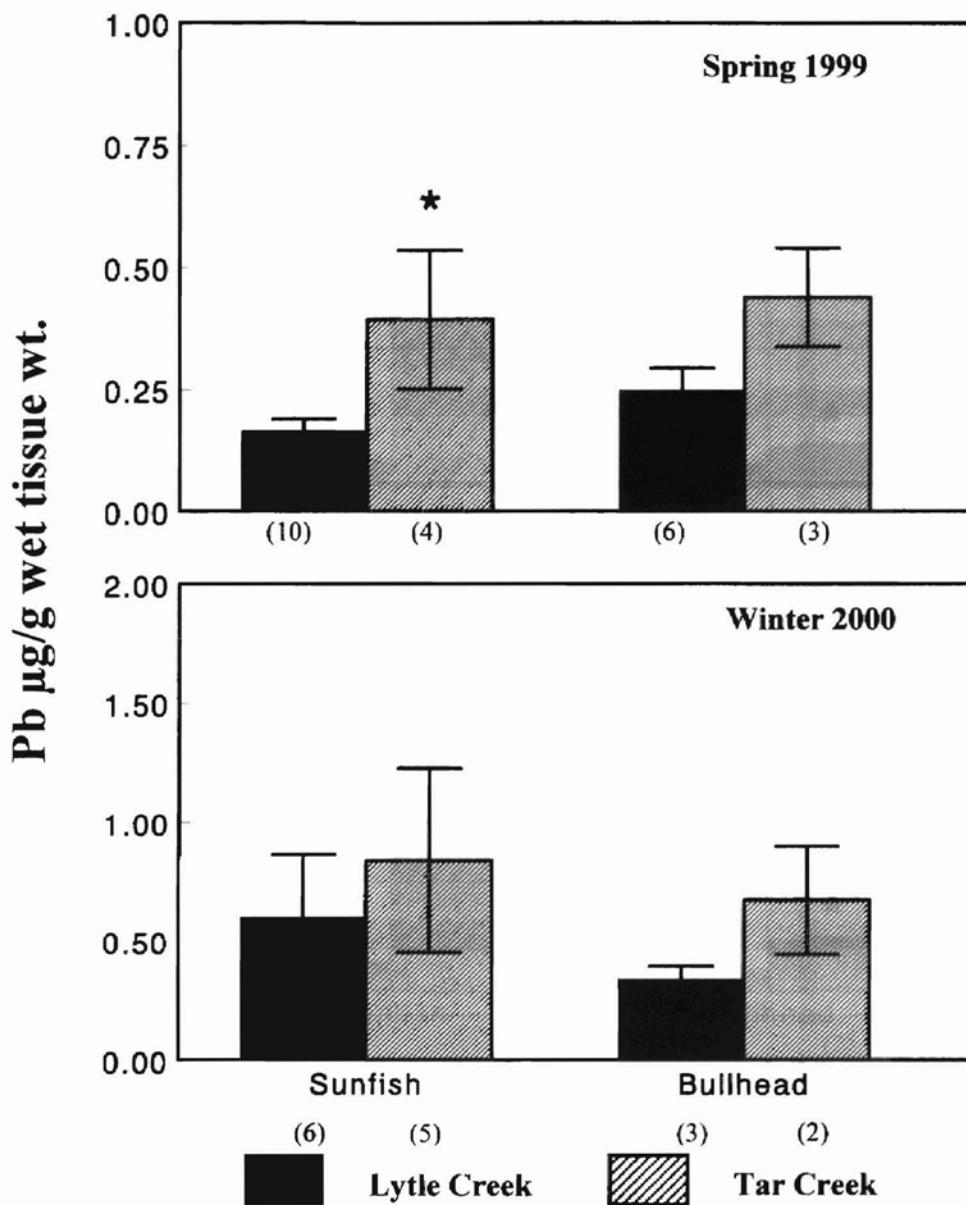 Pb µg/g wet tissue wt.
1.00
Spring 1999
0.75
*
0.50
0.25
0.00
(10) (4) (6) (3)
2.00
Winter 2000
1.50
1.00
0.50
0.00
Sunfish Bullhead
(6) (5) (3) (2)
Lytle Creek Tar Creek